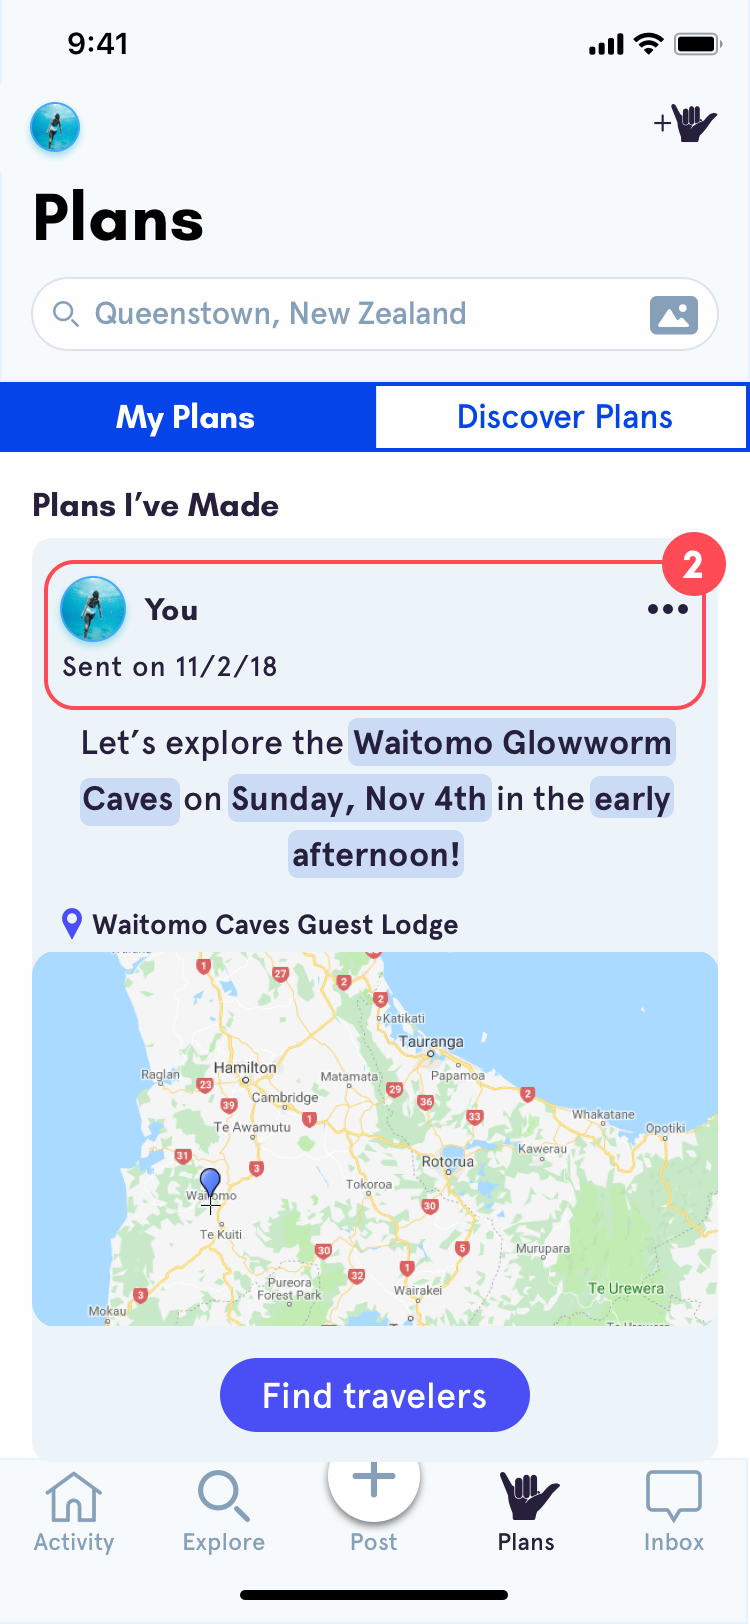 9:41
+
Plans
Queenstown, New Zealand
My Plans
Discover Plans
Plans I’ve Made
2
You
Sent on 11/2/18
Let’s explore the Waitomo Glowworm
Caves on Sunday, Nov 4th in the early
afternoon!
Waitomo Caves Guest Lodge
1
27
2
2
Katikati
Tauranga
Hamilton
Raglan
Matamata
Papamoa
23
29
2
Cambridge
39
36
Whakatane
1
33
Te Awamutu
Opotiki
Kawerau
31
3
Rotorua
Tokoroa
Waitomo
30
Te Kuiti
30
5
Murupara
1
32
Pureora
Forest Park
Wairakei
Te Urewera
3
Mokau
Find travelers
Activity
Explore
Post
Plans
Inbox